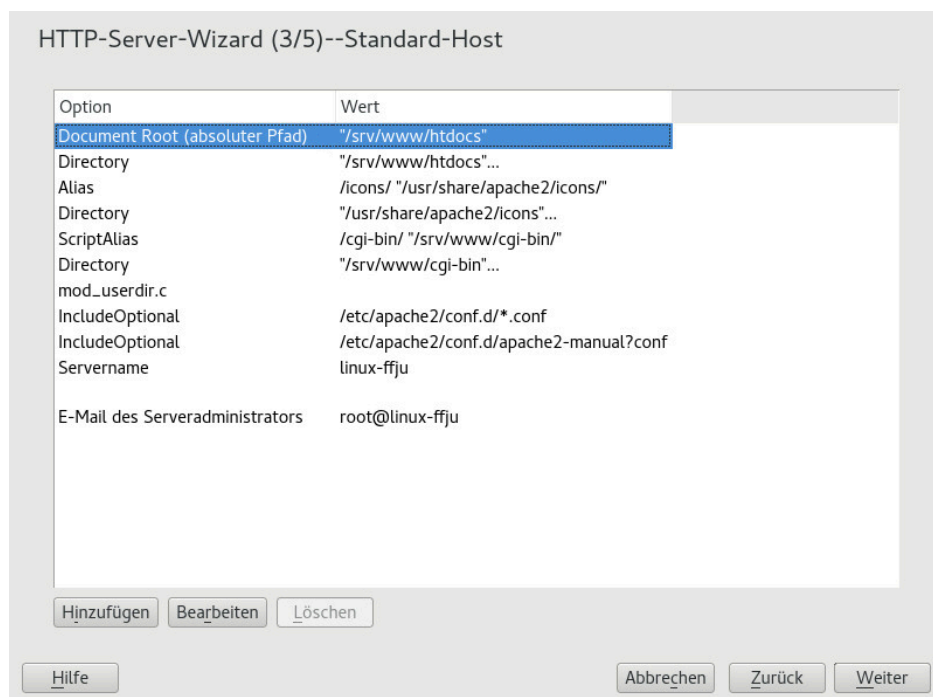 HTTP-Server-Wizard (3/5)--Standard-Host
Option Wert
Document Root (absoluter Pfad) "/srv/www/htdocs"
Directory "/srv/www/htdocs"...
Alias /icons/ "/usr/share/apache2/icons/"
Directory "/usr/share/apache2/icons"...
ScriptAlias /cgi-bin/ "/srv/www/cgi-bin/"
Directory "/srv/www/cgi-bin"...
mod_userdir.c
IncludeOptional /etc/apache2/conf.d/*.conf
IncludeOptional /etc/apache2/conf.d/apache2-manual?conf
Servername linux-ffju
E-Mail des Serveradministrators root@linux-ffju
Hinzufügen Bearbeiten Löschen
Hilfe Abbrechen Zurück Weiter